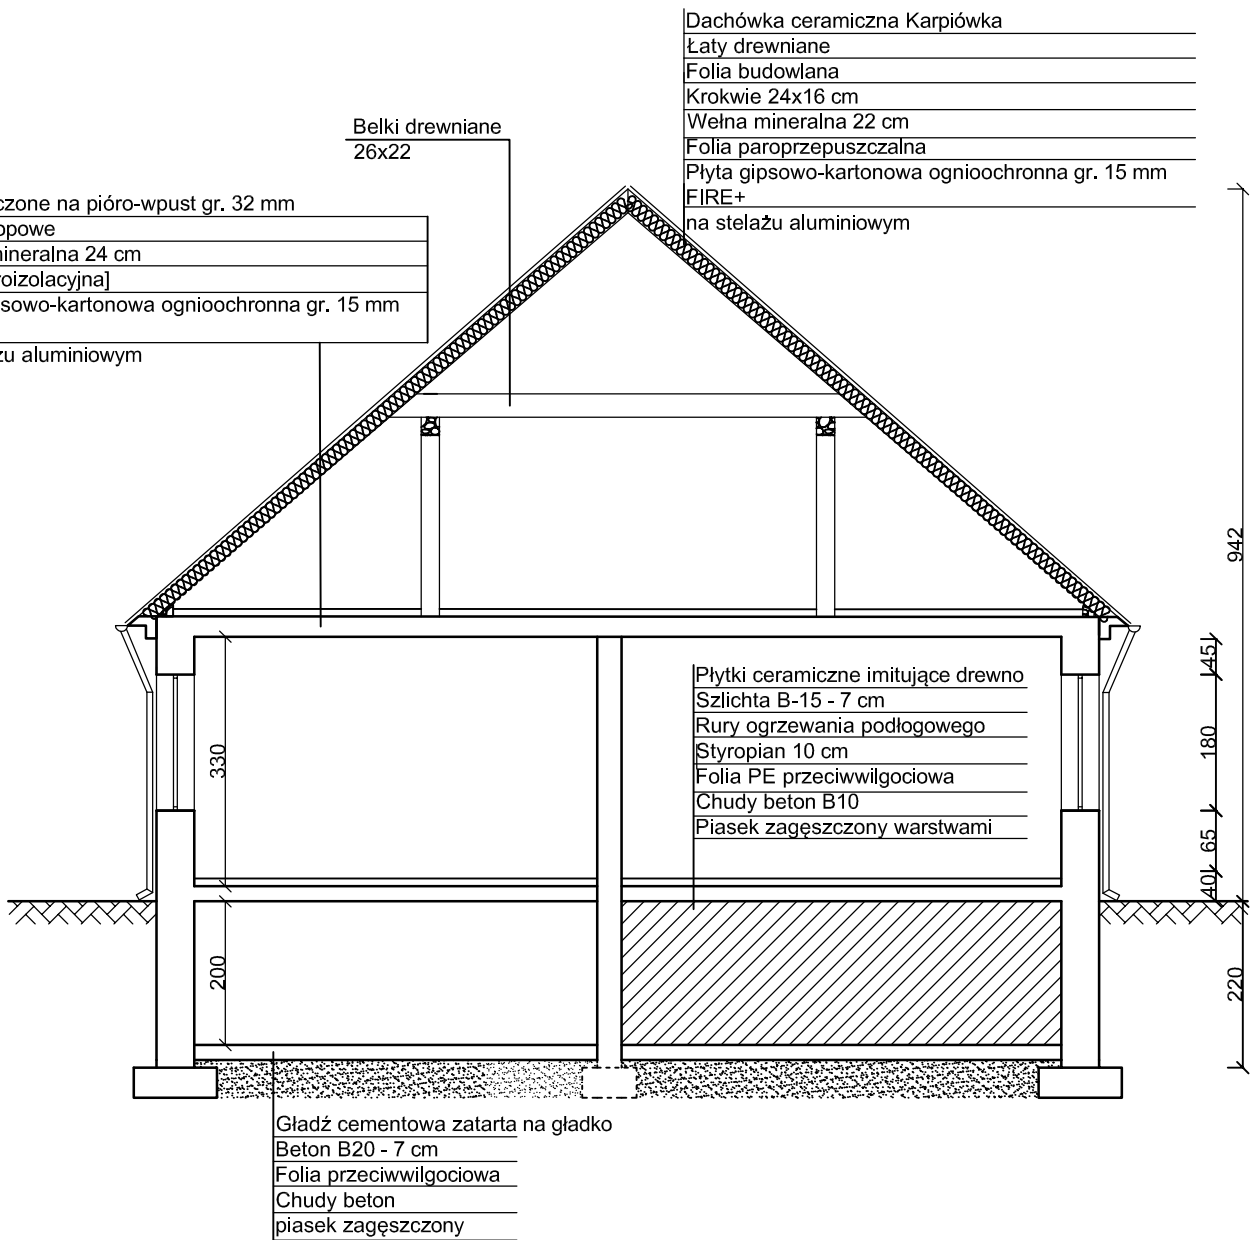 Dachówka ceramiczna Karpiówka
Łaty drewniane
Folia budowlana
Krokwie 24x16 cm
Wełna mineralna 22 cm
Folia paroprzepuszczalna
Płyta gipsowo-kartonowa ognioochronna gr. 15 mm
FIRE+
na stelażu aluminiowym
Belki drewniane
26x22
czone na pióro-wpust gr. 32 mm
opowe
nineralna 24 cm
roizolacyjna]
sowo-kartonowa ognioochronna gr. 15 mm
zu aluminiowym
942
45
180
65
40
220
330
200
Płytki ceramiczne imitujące drewno
Szlichta B-15 - 7 cm
Rury ogrzewania podłogowego
Styropian 10 cm
Folia PE przeciwwilgociowa
Chudy beton B10
Piasek zagęszczony warstwami
Gładź cementowa zatarta na gładko
Beton B20 - 7 cm
Folia przeciwwilgociowa
Chudy beton
piasek zagęszczony